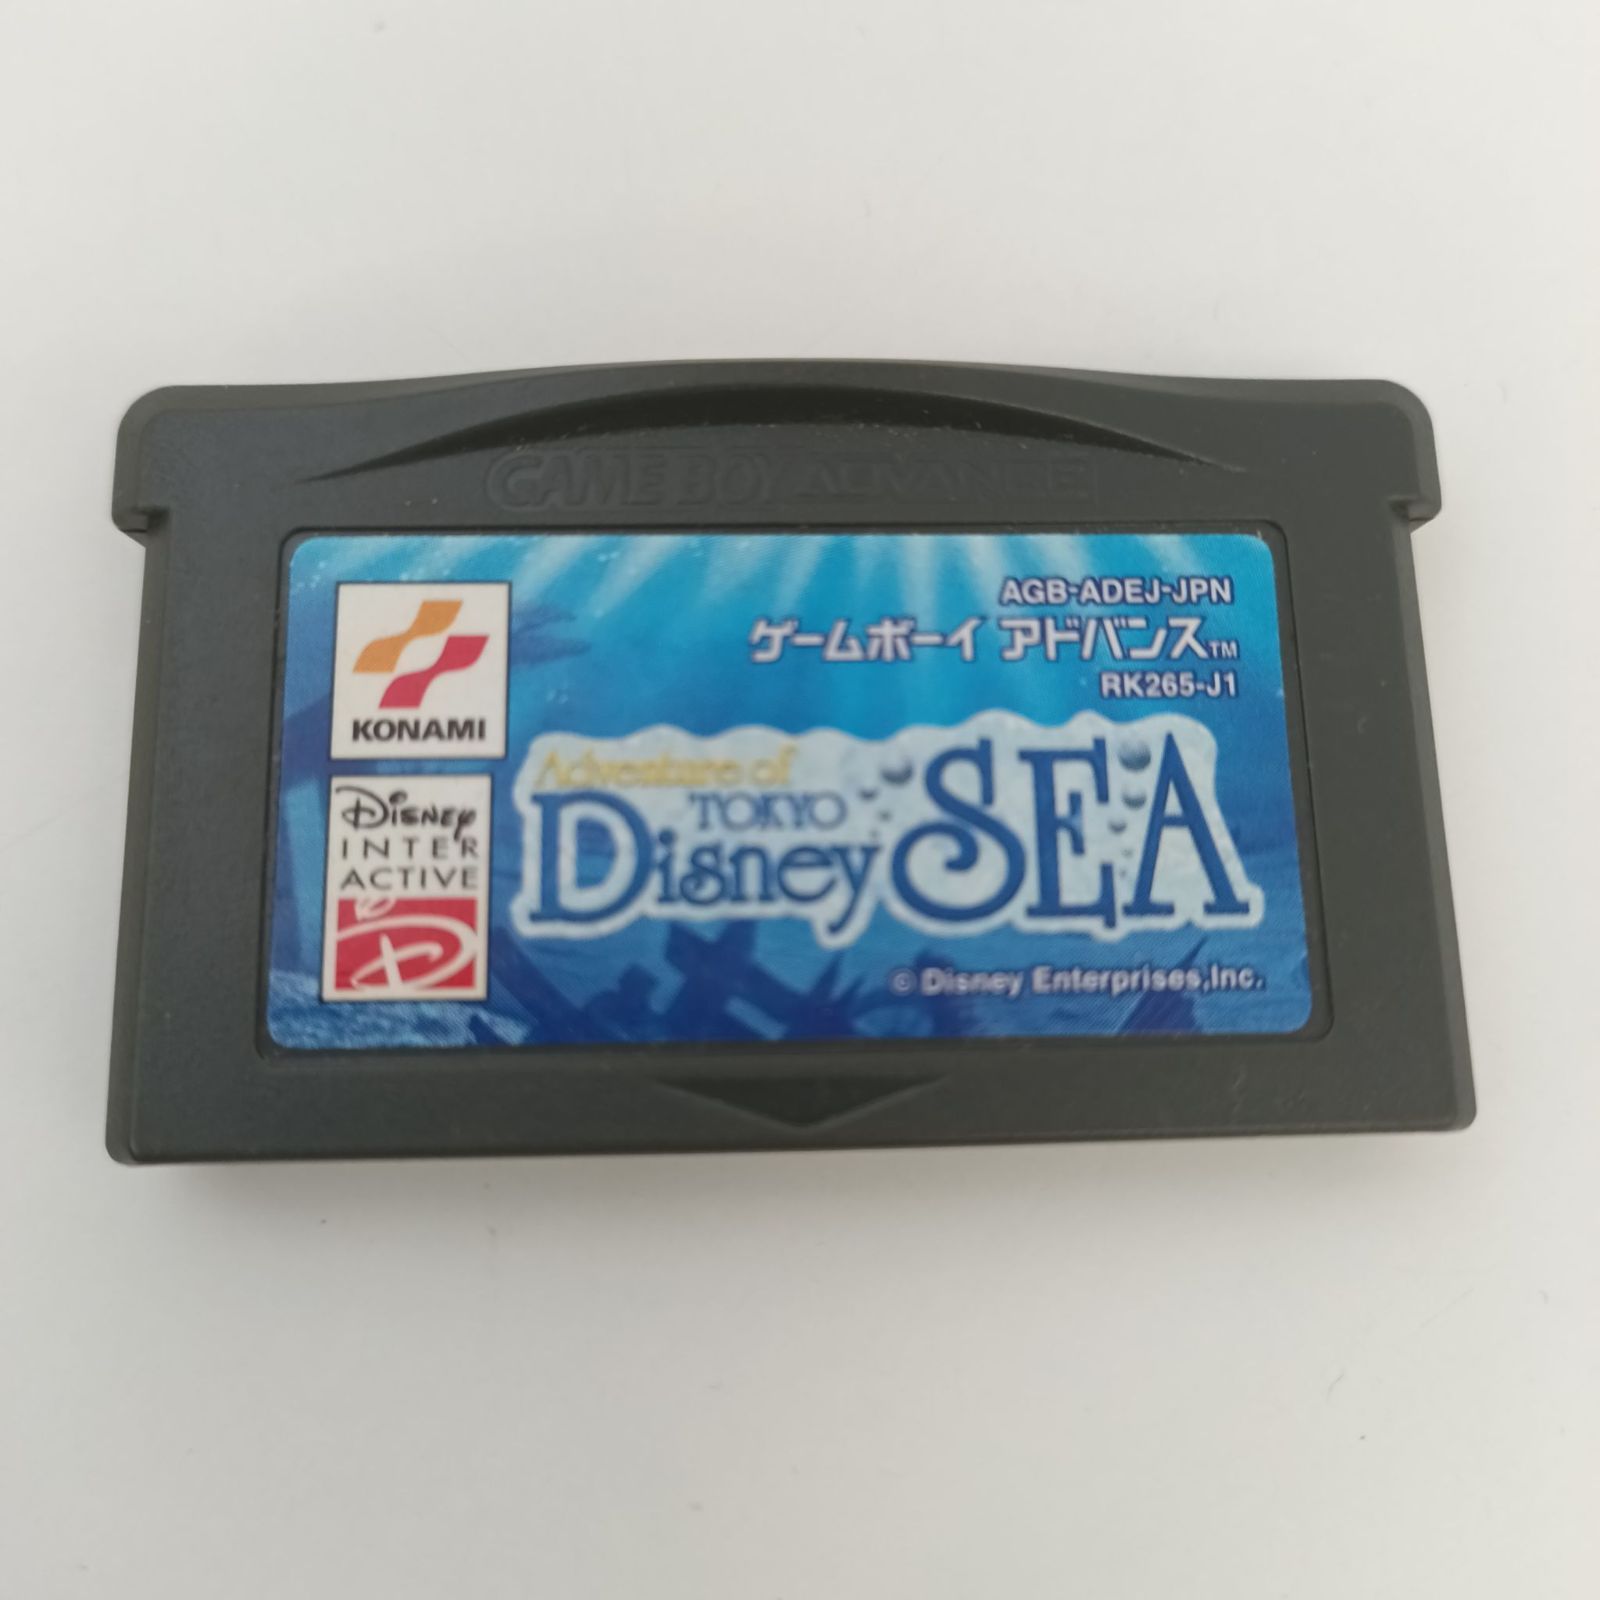 GAME BOY ADVANCE
KONAMI
DISNEY
INTER
ACTIVE
D
AGB-ADEJ-JPN
ゲームボーイ アドバンス™
RK265-J1
Adventure of
TOKYO
Disney SEA
© Disney Enterprises,Inc.